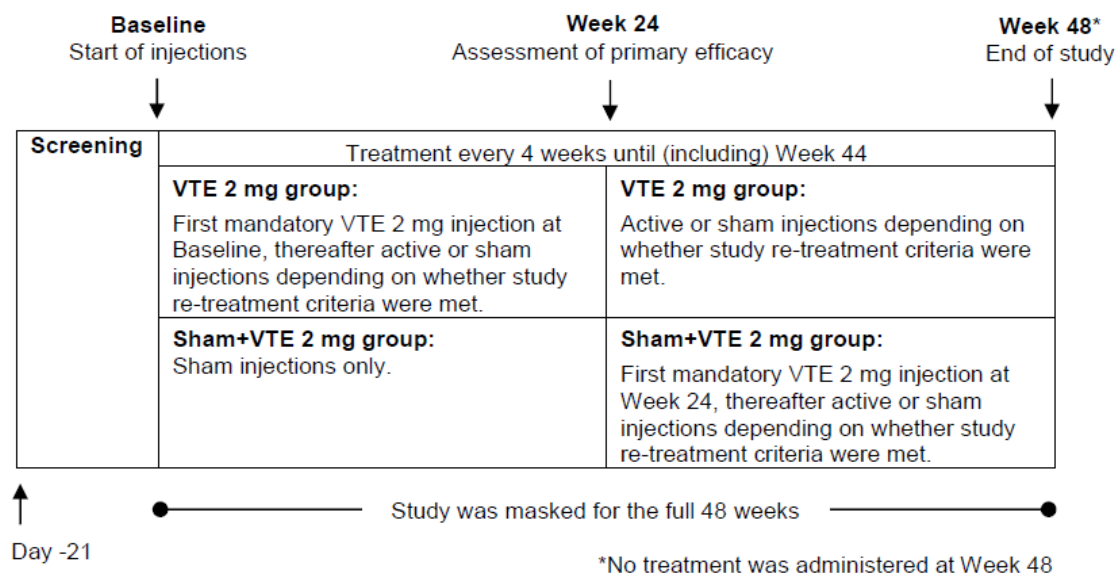 Baseline
Start of injections
Week 24
Assessment of primary efficacy
Week 48*
End of study
Screening
Treatment every 4 weeks until (including) Week 44
VTE 2 mg group:
First mandatory VTE 2 mg injection at
Baseline, thereafter active or sham
injections depending on whether study
re-treatment criteria were met.
VTE 2 mg group:
Active or sham injections depending on
whether study re-treatment criteria were
met.
Sham+VTE 2 mg group:
Sham injections only.
Sham+VTE 2 mg group:
First mandatory VTE 2 mg injection at
Week 24, thereafter active or sham
injections depending on whether study
re-treatment criteria were met.
Study was masked for the full 48 weeks
Day -21
*No treatment was administered at Week 48